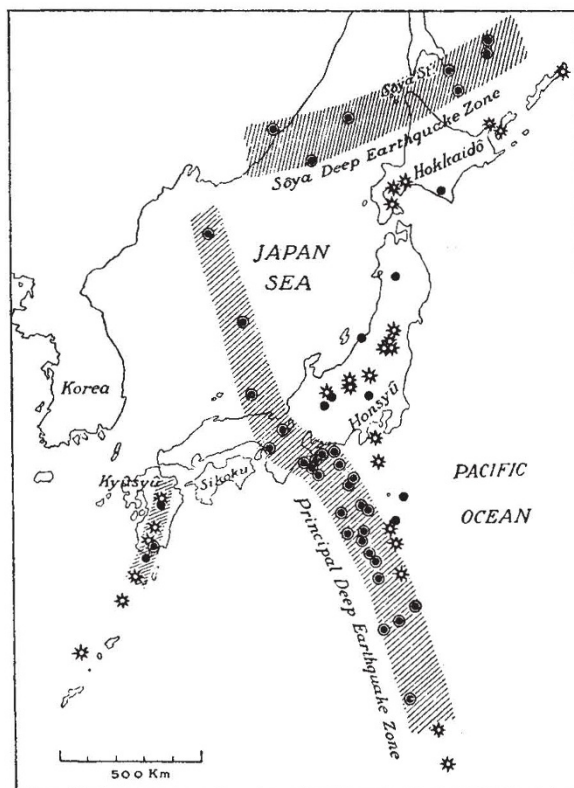 Sôya St.
Sôya Deep Earthquake Zone
Hokkaidô
JAPAN
SEA
Korea
Honsyû
Kyûsyû
Sikoku
PACIFIC
OCEAN
Principal Deep Earthquake Zone
500 Km